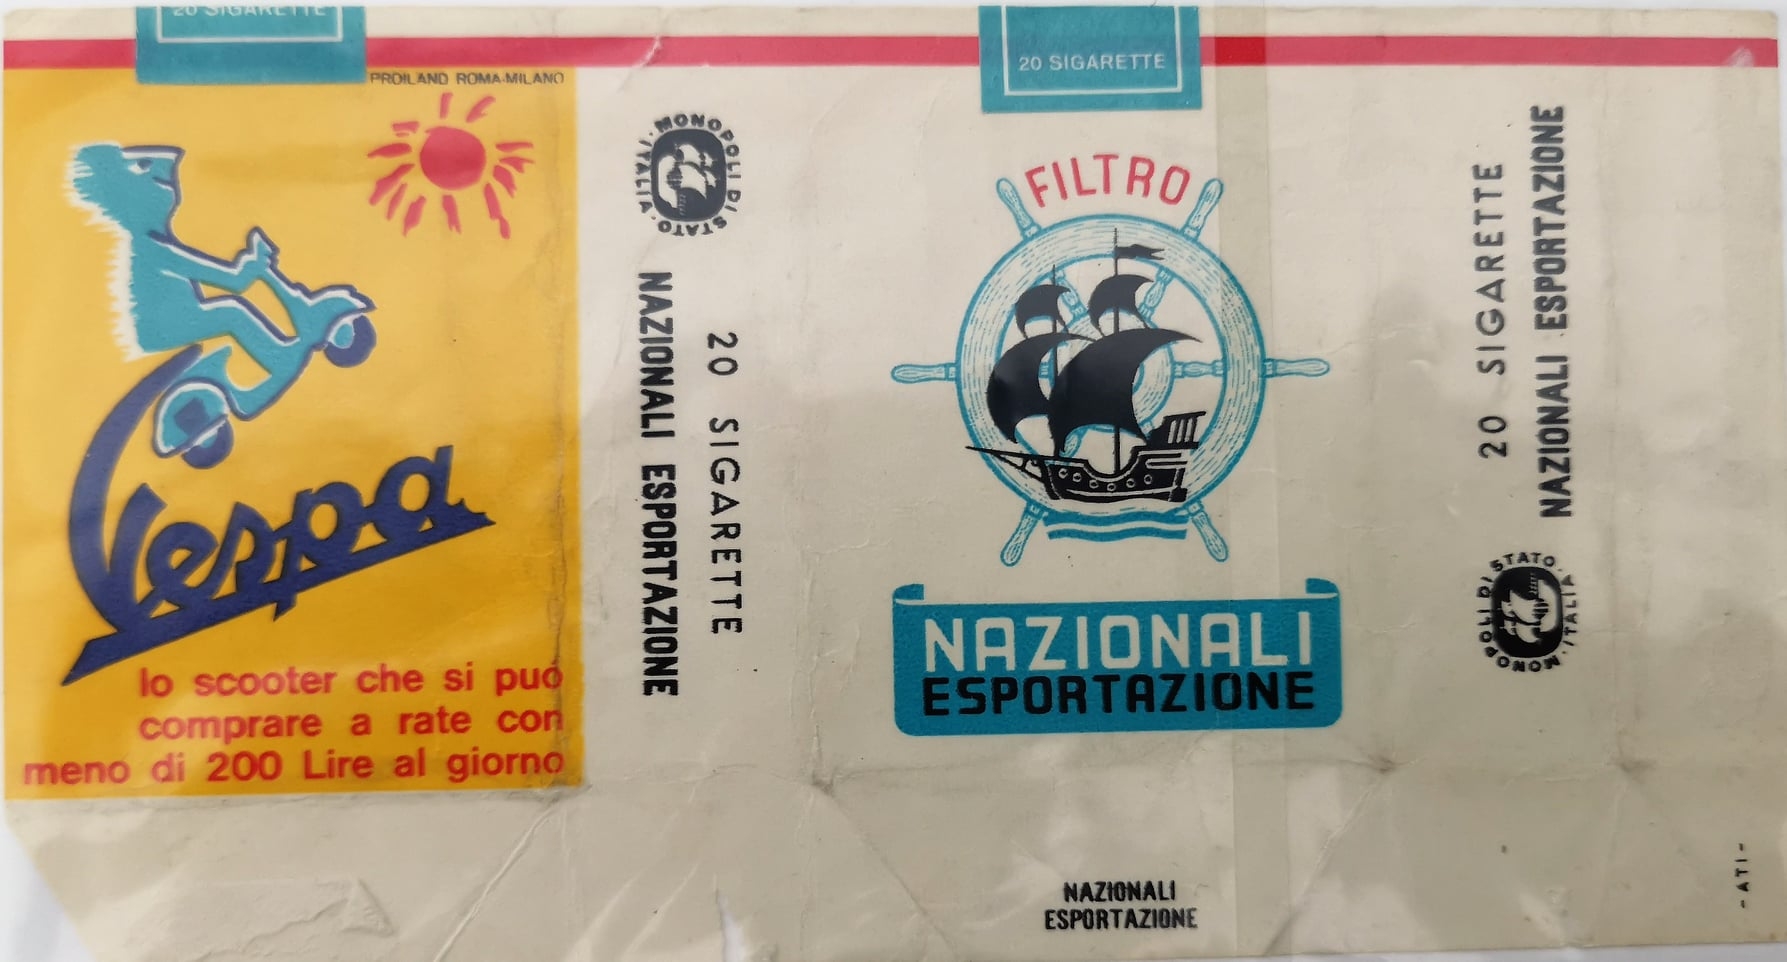 20 SIGARETTE
PROILAND ROMA-MILANO
Vespa
lo scooter che si può
comprare a rate con
meno di 200 Lire al giorno
MONOPOLI DI STATO · ITALIA ·
NAZIONALI ESPORTAZIONE
20 SIGARETTE
20 SIGARETTE
FILTRO
NAZIONALI
ESPORTAZIONE
NAZIONALI
ESPORTAZIONE
20 SIGARETTE
NAZIONALI ESPORTAZIONE
MONOPOLI DI STATO · ITALIA ·
- ATI -